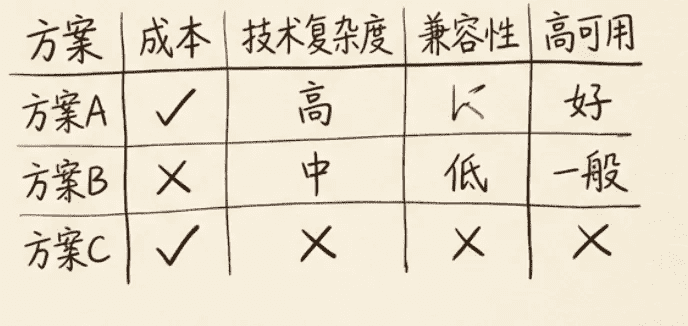 方案 成本 技术复杂度 兼容性 高可用
方案A ✓ 高 好
方案B × 中 低 一般
方案C ✓ × × ×